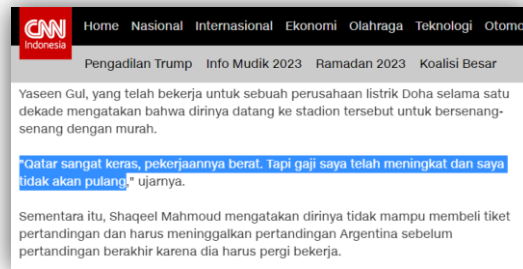 CNN
Indonesia
Home Nasional Internasional Ekonomi Olahraga Teknologi Otomo
Pengadilan Trump Info Mudik 2023 Ramadan 2023 Koalisi Besar
Yaseen Gul, yang telah bekerja untuk sebuah perusahaan listrik Doha selama satu
dekade mengatakan bahwa dirinya datang ke stadion tersebut untuk bersenang-
senang dengan murah.
"Qatar sangat keras, pekerjaannya berat. Tapi gaji saya telah meningkat dan saya
tidak akan pulang," ujarnya.
Sementara itu, Shaqeel Mahmoud mengatakan dirinya tidak mampu membeli tiket
pertandingan dan harus meninggalkan pertandingan Argentina sebelum
pertandingan berakhir karena dia harus pergi bekerja.